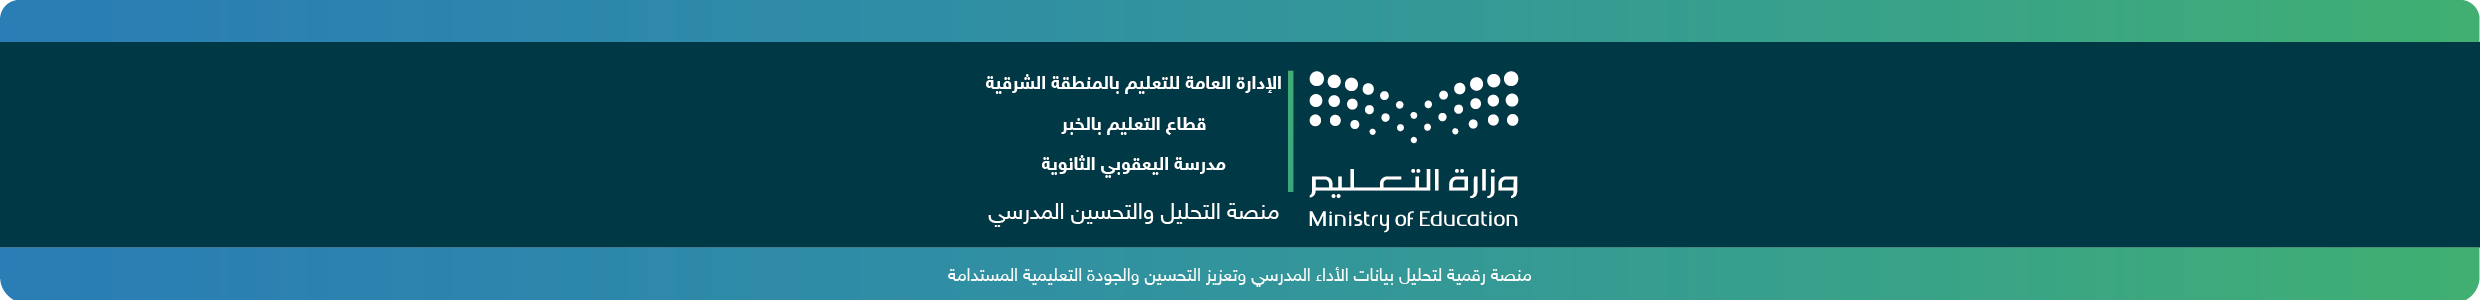 الإدارة العامة للتعليم بالمنطقة الشرقية
قطاع التعليم بالخبر
مدرسة اليعقوبي الثانوية
منصة التحليل والتحسين المدرسي
وزارة التعـــليم
Ministry of Education
منصة رقمية لتحليل بيانات الأداء المدرسي وتعزيز التحسين والجودة التعليمية المستدامة